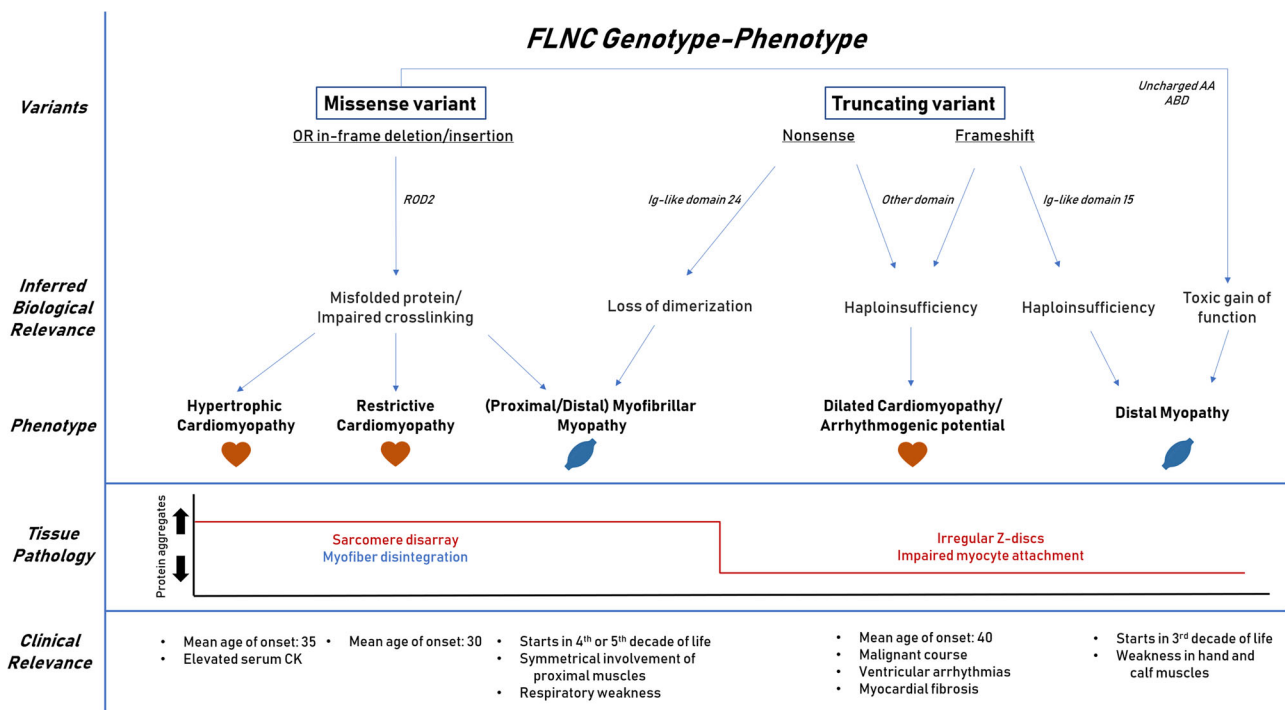 FLNC Genotype-Phenotype
Variants
Missense variant
OR in-frame deletion/insertion
Truncating variant
Nonsense
Frameshift
Uncharged AA
ABD
ROD2
Ig-like domain 24
Other domain
Ig-like domain 15
Inferred
Biological
Relevance
Misfolded protein/
Impaired crosslinking
Loss of dimerization
Haploinsufficiency
Haploinsufficiency
Toxic gain of
function
Phenotype
Hypertrophic
Cardiomyopathy
Restrictive
Cardiomyopathy
(Proximal/Distal) Myofibrillar
Myopathy
Dilated Cardiomyopathy/
Arrhythmogenic potential
Distal Myopathy
Tissue
Pathology
Protein aggregates
Sarcomere disarray
Myofiber disintegration
Irregular Z-discs
Impaired myocyte attachment
Clinical
Relevance
• Mean age of onset: 35
• Elevated serum CK
• Mean age of onset: 30
• Starts in 4th or 5th decade of life
• Symmetrical involvement of
proximal muscles
• Respiratory weakness
• Mean age of onset: 40
• Malignant course
• Ventricular arrhythmias
• Myocardial fibrosis
• Starts in 3rd decade of life
• Weakness in hand and
calf muscles